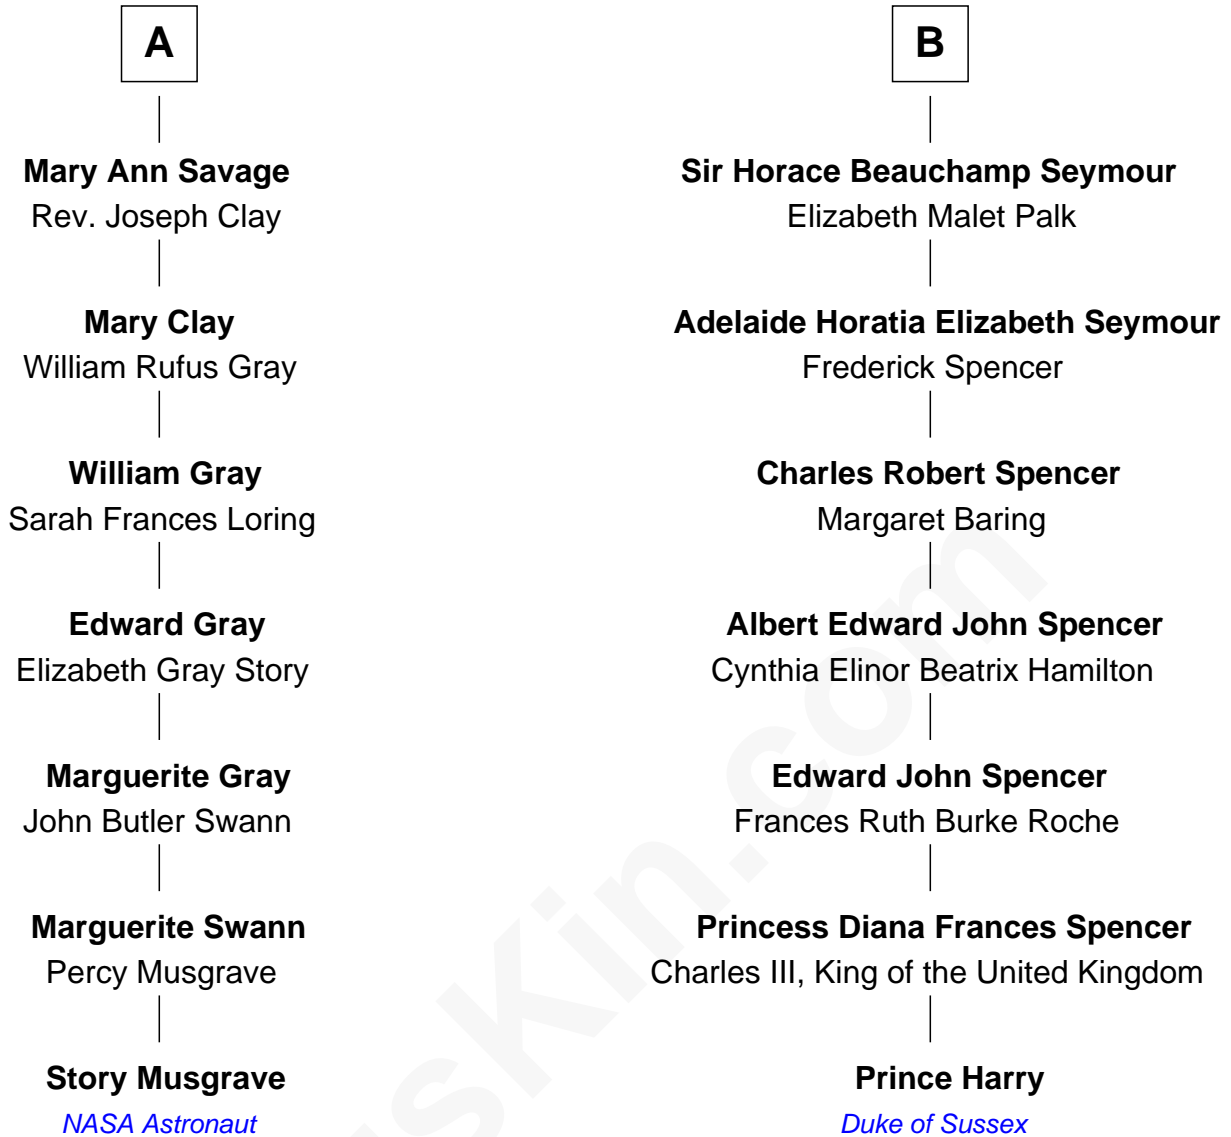 A
Mary Ann Savage
Rev. Joseph Clay
Mary Clay
William Rufus Gray
William Gray
Sarah Frances Loring
Edward Gray
Elizabeth Gray Story
Marguerite Gray
John Butler Swann
Marguerite Swann
Percy Musgrave
Story Musgrave
NASA Astronaut
B
Sir Horace Beauchamp Seymour
Elizabeth Malet Palk
Adelaide Horatia Elizabeth Seymour
Frederick Spencer
Charles Robert Spencer
Margaret Baring
Albert Edward John Spencer
Cynthia Elinor Beatrix Hamilton
Edward John Spencer
Frances Ruth Burke Roche
Princess Diana Frances Spencer
Charles III, King of the United Kingdom
Prince Harry
Duke of Sussex
usKin.com